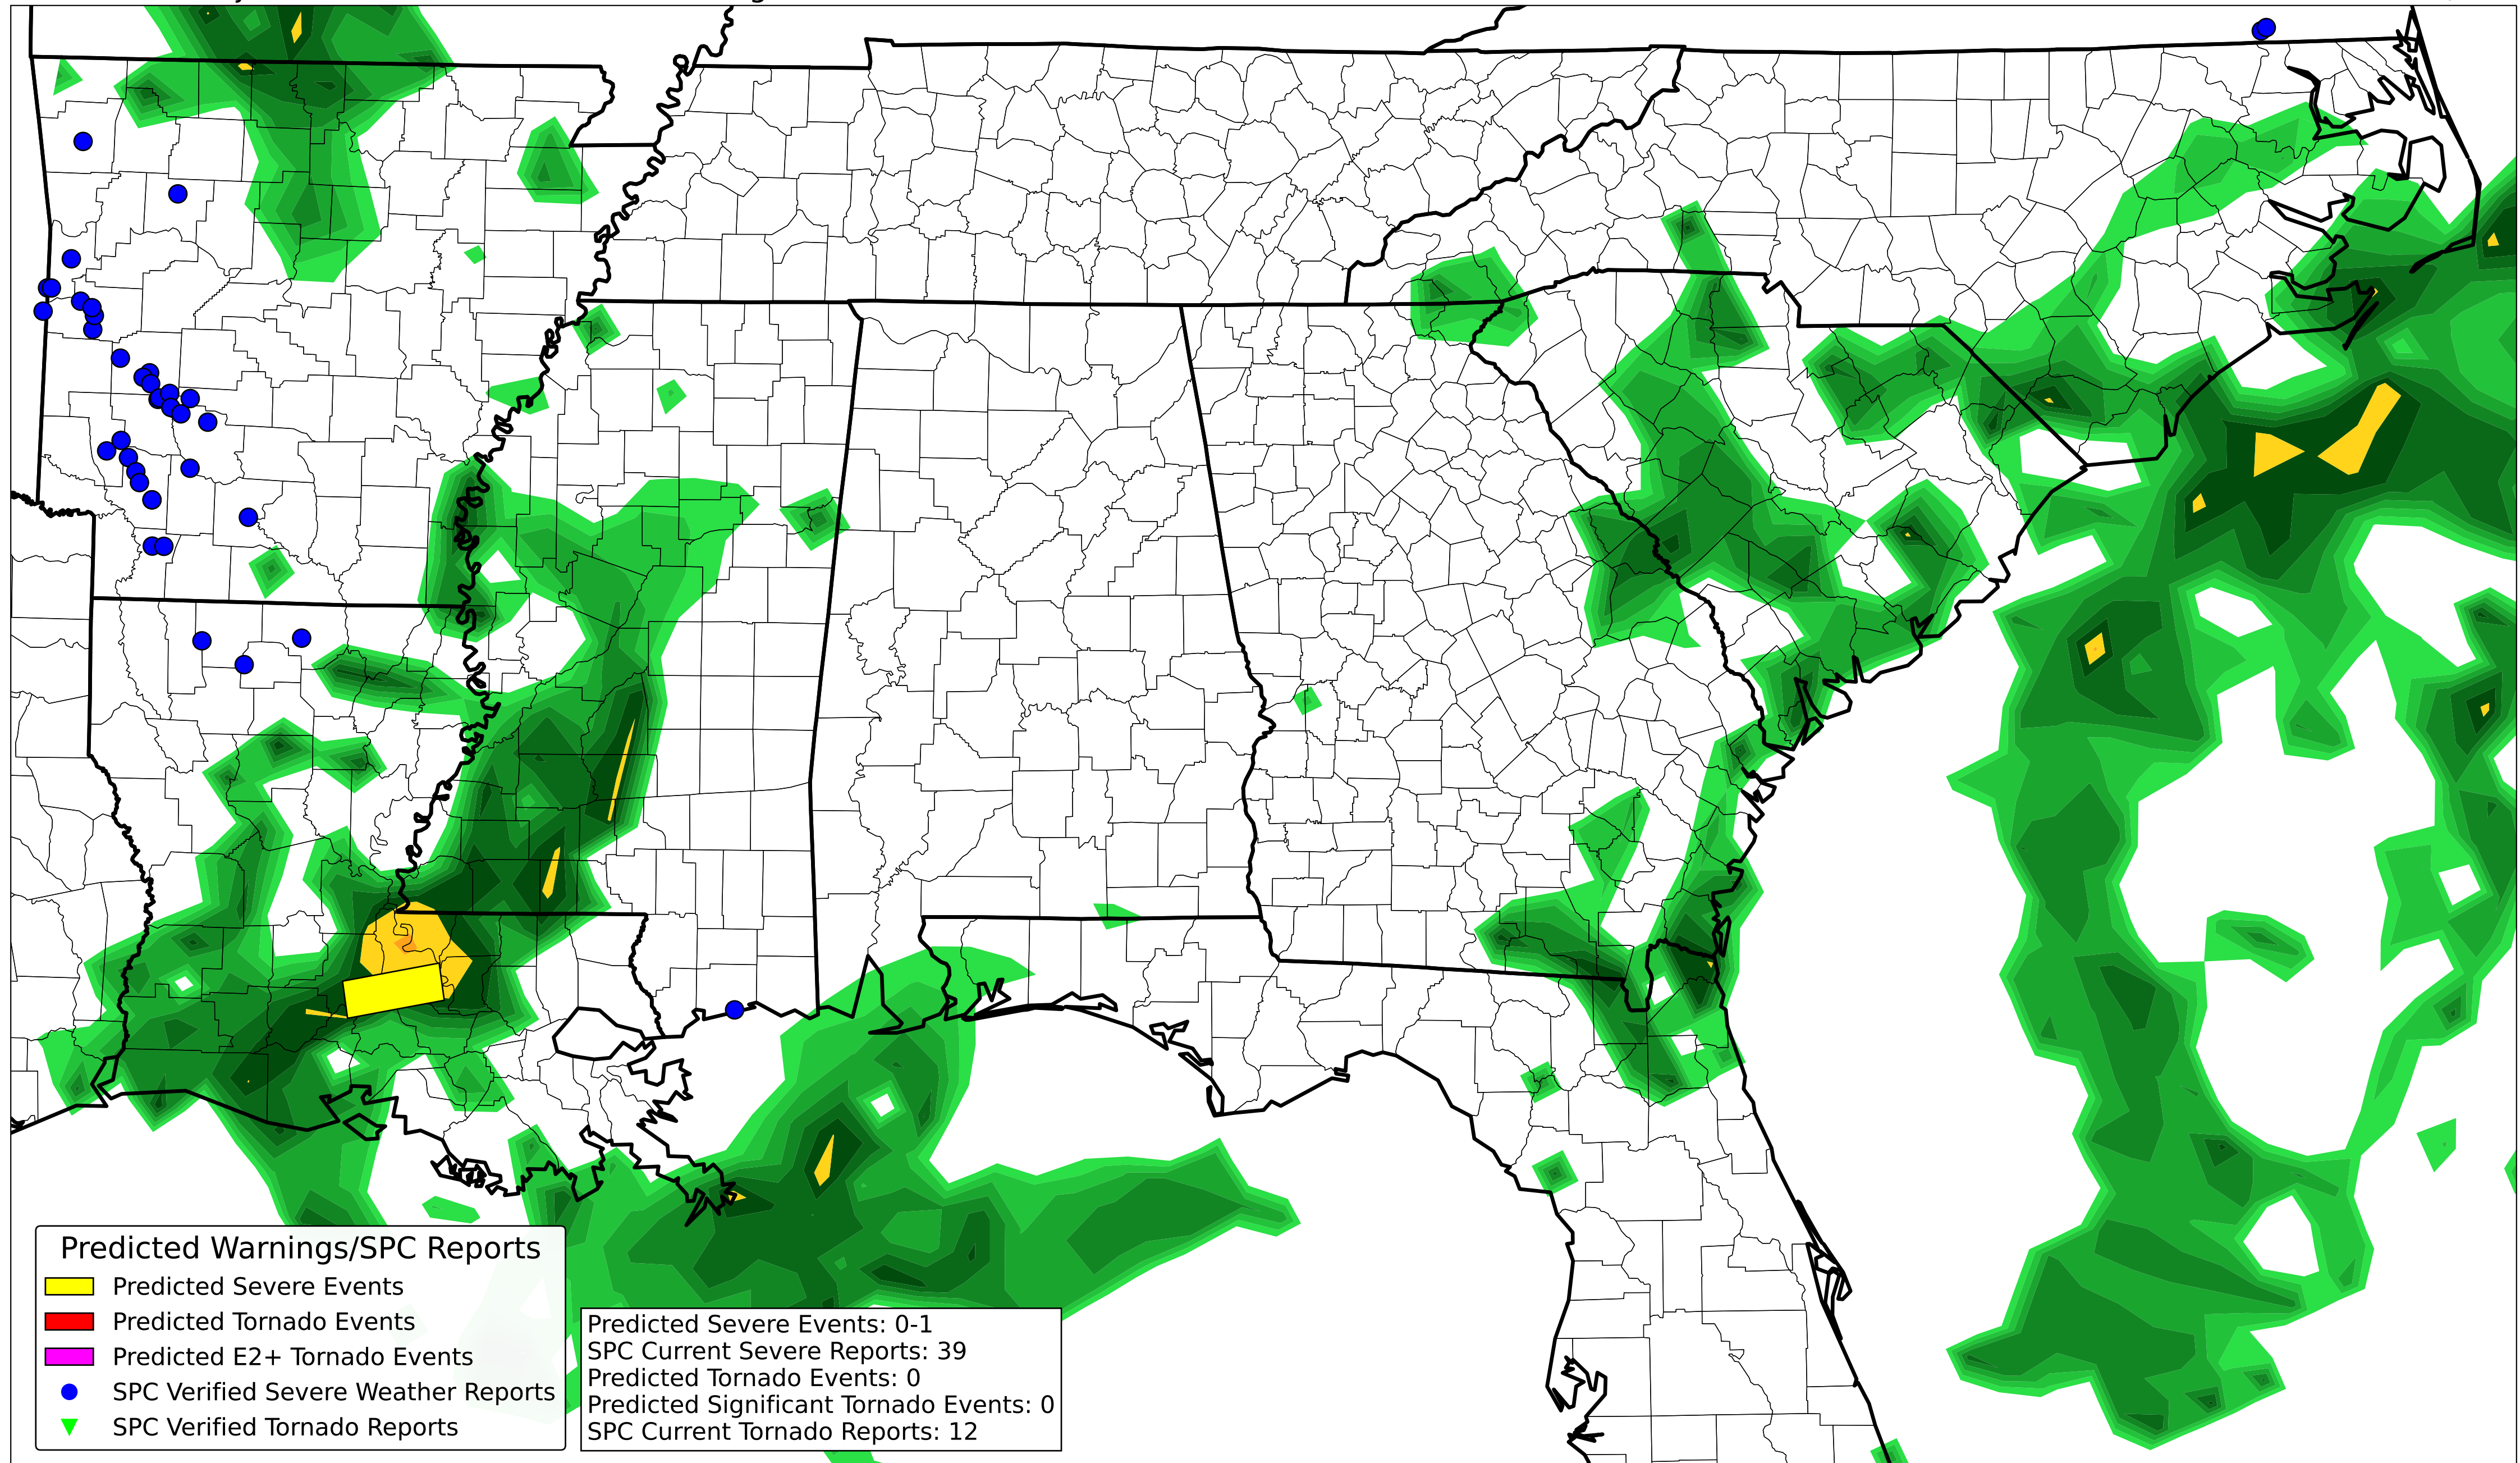 Predicted Warnings/SPC Reports
Predicted Severe Events
Predicted Tornado Events
Predicted E2+ Tornado Events
SPC Verified Severe Weather Reports
SPC Verified Tornado Reports
Predicted Severe Events: 0-1
SPC Current Severe Reports: 39
Predicted Tornado Events: 0
Predicted Significant Tornado Events: 0
SPC Current Tornado Reports: 12